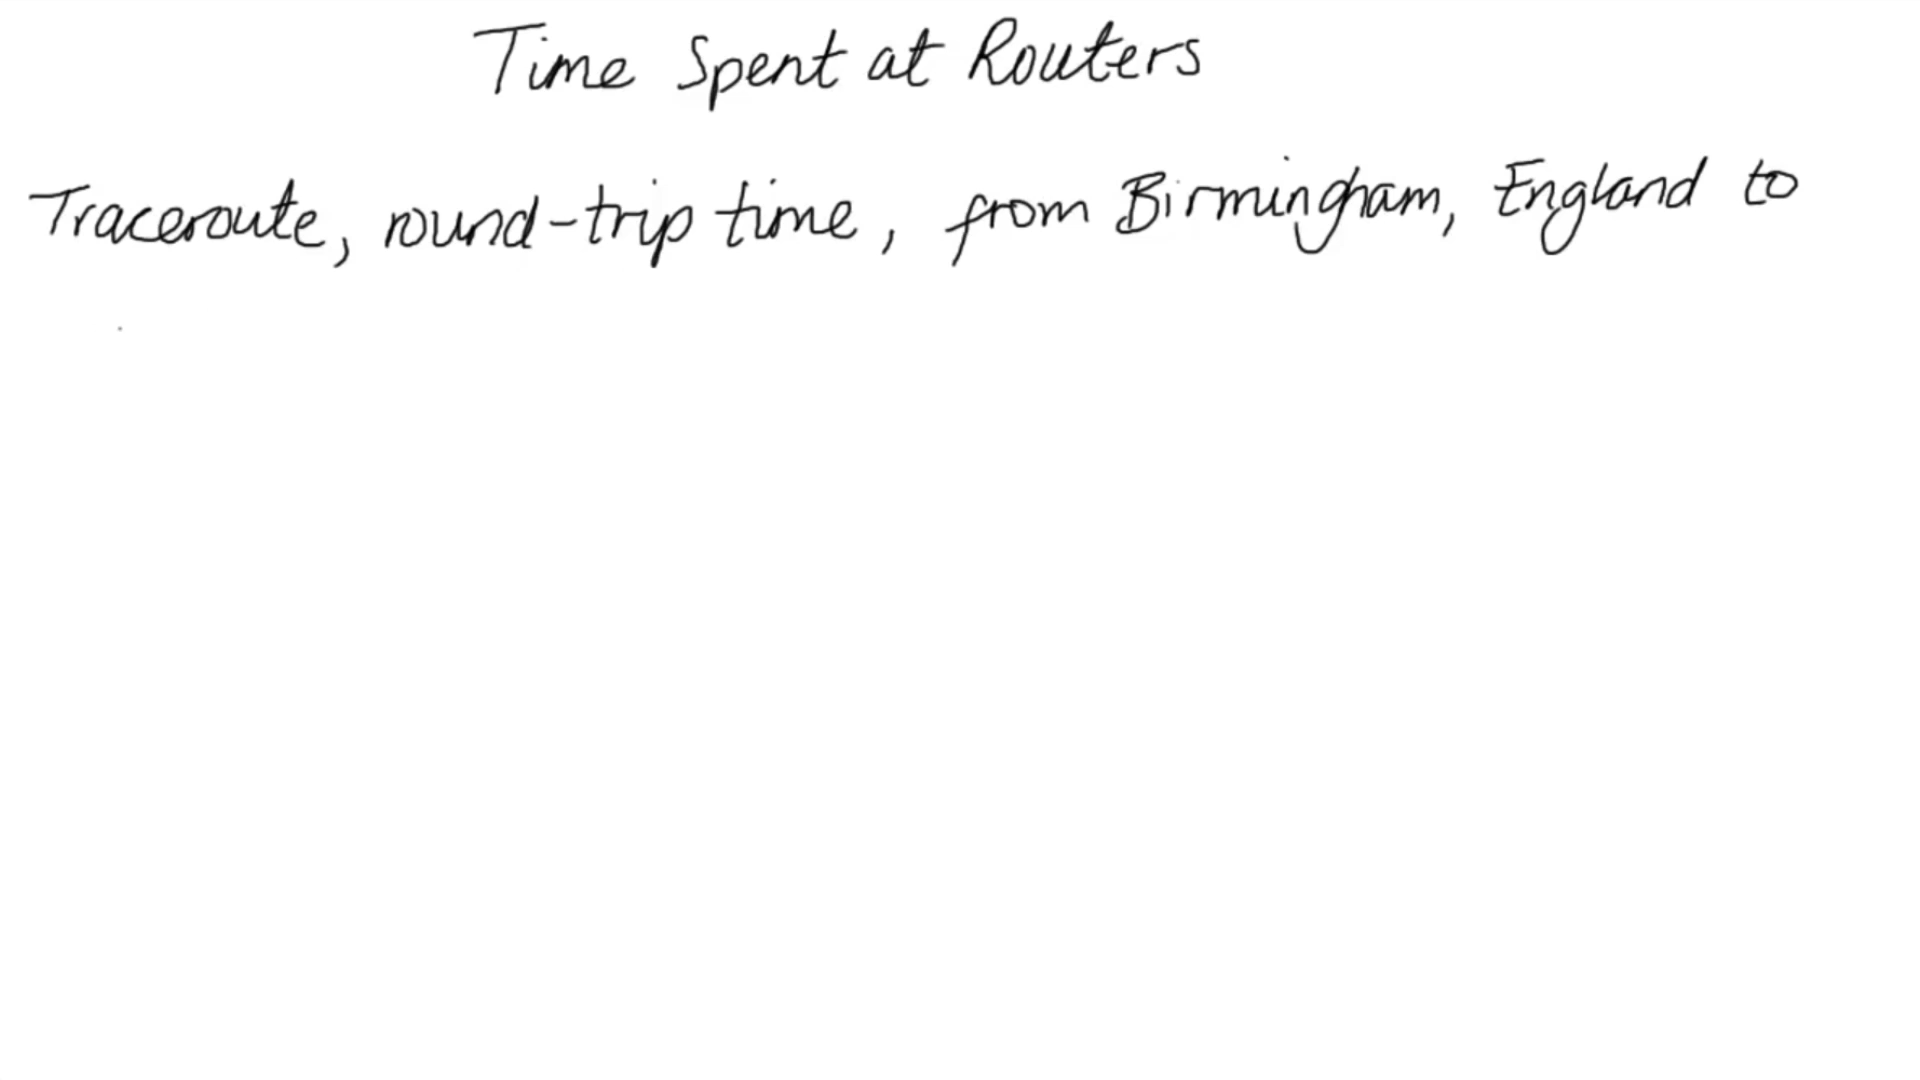 Time Spent at Routers
Traceroute, round-trip time, from Birmingham, England to